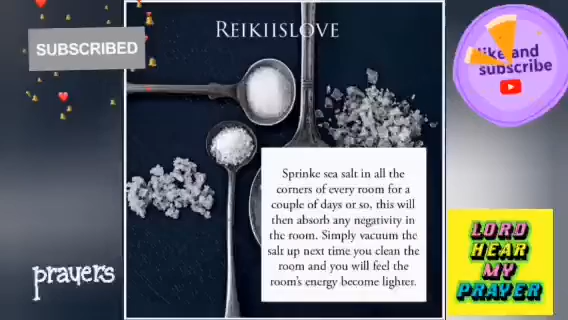 REIKIISLOVE
SUBSCRIBED
like and
subscribe
Sprinke sea salt in all the
corners of every room for a
couple of days or so, this will
then absorb any negativity in
the room. Simply vacuum the
salt up next time you clean the
room and you will feel the
room's energy become lighter.
prayers
LORD
HEAR
MY
PRAYER